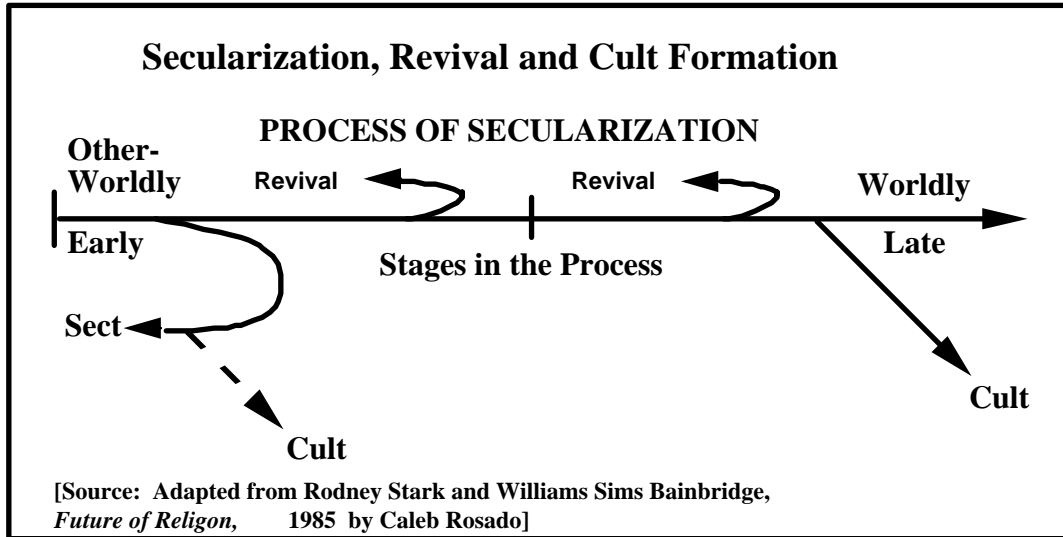 Secularization, Revival and Cult Formation
PROCESS OF SECULARIZATION
Other-
Worldly
Revival
Revival
Worldly
Early
Stages in the Process
Late
Sect
Cult
Cult
[Source: Adapted from Rodney Stark and Williams Sims Bainbridge,
Future of Religon, 1985 by Caleb Rosado]